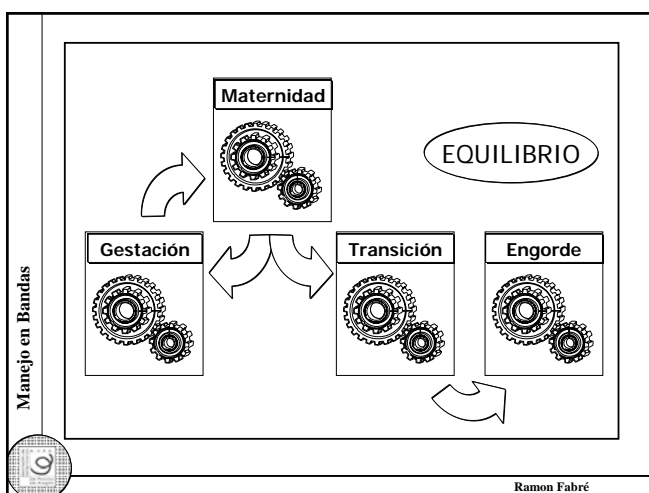 Maternidad
EQUILIBRIO
Gestación
Transición
Engorde
Manejo en Bandas
Ramon Fabré